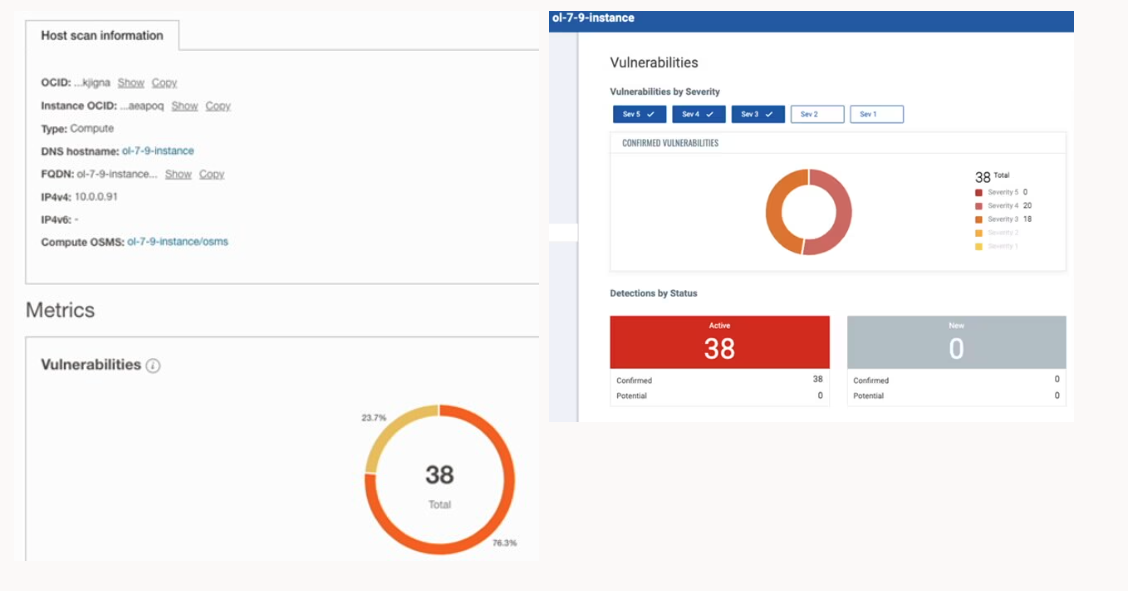 Host scan information
OCID: ...kjigna Show Copy
Instance OCID: ...aeapoq Show Copy
Type: Compute
DNS hostname: ol-7-9-instance
FQDN: ol-7-9-instance... Show Copy
IP4v4: 10.0.0.91
IP4v6: -
Compute OSMS: ol-7-9-instance/osms
Metrics
Vulnerabilities i
23.7%
38
Total
76.3%
ol-7-9-instance
Vulnerabilities
Vulnerabilities by Severity
Sev 5 Sev 4 Sev 3 Sev 2 Sev 1
CONFIRMED VULNERABILITIES
38 Total
Severity 5 0
Severity 4 20
Severity 3 18
Severity 2
Severity 1
Detections by Status
Active
38
Confirmed 38
Potential 0
New
0
Confirmed 0
Potential 0